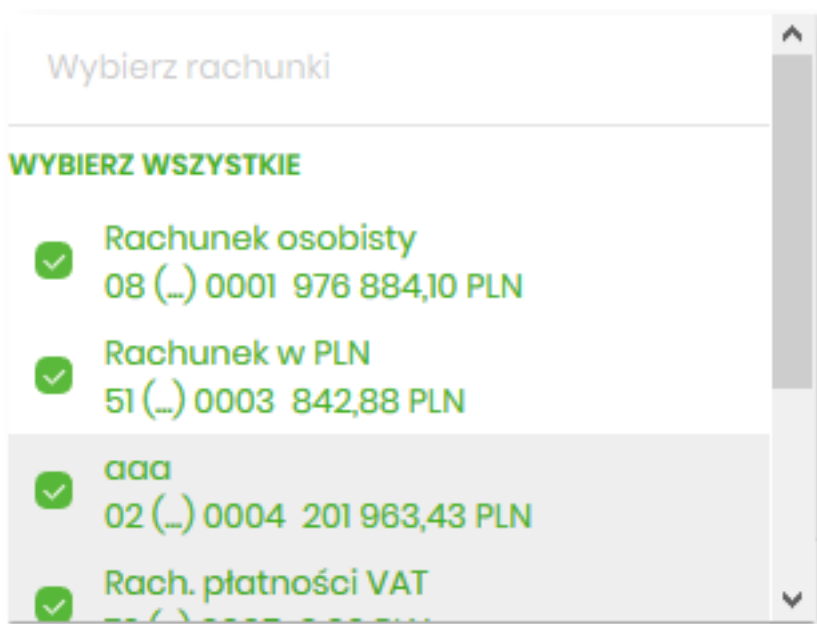 Wybierz rachunki
WYBIERZ WSZYSTKIE
Rachunek osobisty
08 (...) 0001 976 884,10 PLN
Rachunek w PLN
51 (...) 0003 842,88 PLN
aaa
02 (...) 0004 201 963,43 PLN
Rach. płatności VAT